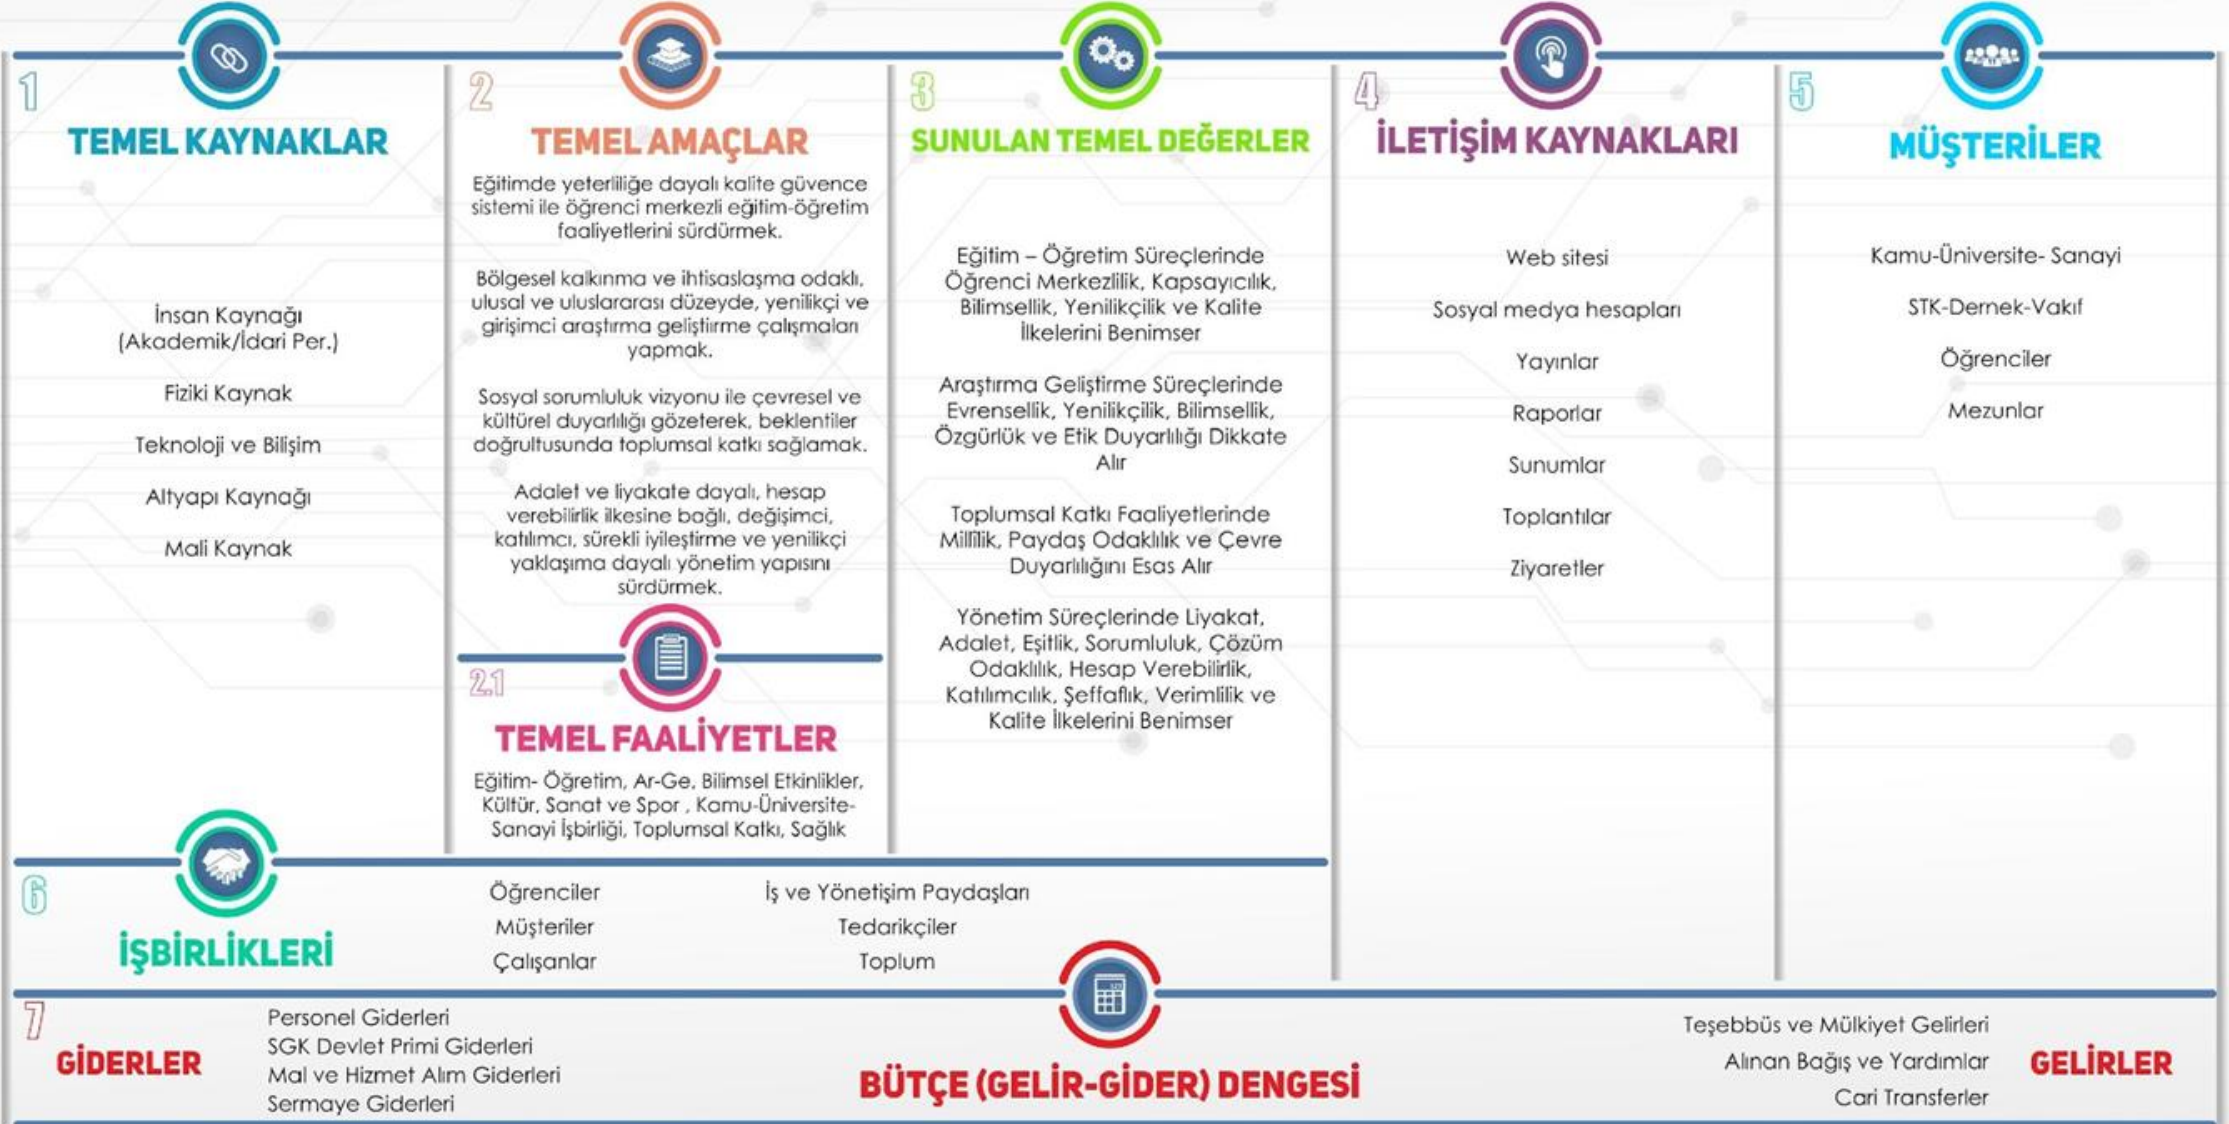 1
TEMEL KAYNAKLAR
İnsan Kaynağı
(Akademik/İdari Per.)
Fiziki Kaynak
Teknoloji ve Bilişim
Altyapı Kaynağı
Mali Kaynak
2
TEMEL AMAÇLAR
Eğitimde yeterliliğe dayalı kalite güvence
sistemi ile öğrenci merkezli eğitim-öğretim
faaliyetlerini sürdürmek.
Bölgesel kalkınma ve ihtisaslaşma odaklı,
ulusal ve uluslararası düzeyde, yenilikçi ve
girişimci araştırma geliştirme çalışmaları
yapmak.
Sosyal sorumluluk vizyonu ile çevresel ve
kültürel duyarlılığı gözeterek, beklentiler
doğrultusunda toplumsal katkı sağlamak.
Adalet ve liyakate dayalı, hesap
verebilirlik ilkesine bağlı, değişimci,
katılımcı, sürekli iyileştirme ve yenilikçi
yaklaşıma dayalı yönetim yapısını
sürdürmek.
2.1
TEMEL FAALİYETLER
Eğitim- Öğretim, Ar-Ge, Bilimsel Etkinlikler,
Kültür, Sanat ve Spor , Kamu-Üniversite-
Sanayi İşbirliği, Toplumsal Katkı, Sağlık
3
SUNULAN TEMEL DEĞERLER
Eğitim – Öğretim Süreçlerinde
Öğrenci Merkezlilik, Kapsayıcılık,
Bilimsellik, Yenilikçilik ve Kalite
İlkelerini Benimser
Araştırma Geliştirme Süreçlerinde
Evrensellik, Yenilikçilik, Bilimsellik,
Özgürlük ve Etik Duyarlılığı Dikkate
Alır
Toplumsal Katkı Faaliyetlerinde
Millîlik, Paydaş Odaklılık ve Çevre
Duyarlılığını Esas Alır
Yönetim Süreçlerinde Liyakat,
Adalet, Eşitlik, Sorumluluk, Çözüm
Odaklılık, Hesap Verebilirlik,
Katılımcılık, Şeffaflık, Verimlilik ve
Kalite İlkelerini Benimser
4
İLETİŞİM KAYNAKLARI
Web sitesi
Sosyal medya hesapları
Yayınlar
Raporlar
Sunumlar
Toplantılar
Ziyaretler
5
MÜŞTERİLER
Kamu-Üniversite- Sanayi
STK-Dernek-Vakıf
Öğrenciler
Mezunlar
6
İŞBİRLİKLERİ
Öğrenciler
Müşteriler
Çalışanlar
İş ve Yönetişim Paydaşları
Tedarikçiler
Toplum
7
GİDERLER
Personel Giderleri
SGK Devlet Primi Giderleri
Mal ve Hizmet Alım Giderleri
Sermaye Giderleri
BÜTÇE (GELİR-GİDER) DENGESİ
Teşebbüs ve Mülkiyet Gelirleri
Alınan Bağış ve Yardımlar
Cari Transferler
GELİRLER